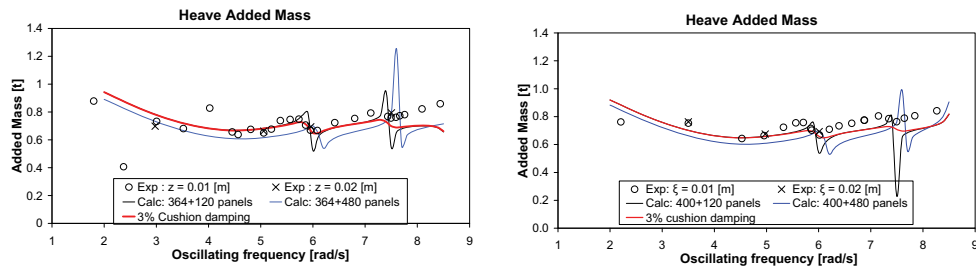 Heave Added Mass
Added Mass [t]
1.4
1.2
1
0.8
0.6
0.4
0.2
0
Exp : z = 0.01 [m]
Exp : z = 0.02 [m]
Calc: 364+120 panels
Calc: 364+480 panels
3% Cushion damping
1 2 3 4 5 6 7 8 9
Oscillating frequency [rad/s]
Heave Added Mass
Added Mass [t]
1.4
1.2
1.0
0.8
0.6
0.4
0.2
0.0
Exp: ξ = 0.01 [m]
Exp: ξ = 0.02 [m]
Calc: 400+120 panels
Calc: 400+480 panels
3% cushion damping
1 2 3 4 5 6 7 8 9
Oscillating frequency [rad/s]